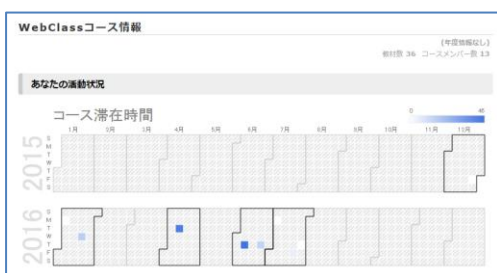 WebClassコース情報
(年度情報なし)
教材数 36 コースメンバー数 13
あなたの活動状況
コース滞在時間
0 46
1月 2月 3月 4月 5月 6月 7月 8月 9月 10月 11月 12月
2015
S
M
T
W
T
F
S
2016
S
M
T
W
T
F
S